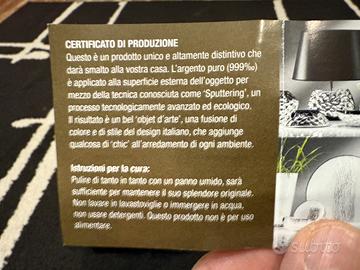 CERTIFICATO DI PRODUZIONE
Questo è un prodotto unico e altamente distintivo che
darà smalto alla vostra casa. L'argento puro (999‰)
è applicato alla superficie esterna dell'oggetto per
mezzo della tecnica conosciuta come 'Sputtering', un
processo tecnologicamente avanzato ed ecologico.
Il risultato è un bel 'objet d'arte', una fusione di
colore e di stile del design italiano, che aggiunge
qualcosa di 'chic' all'arredamento di ogni ambiente.
Istruzioni per la cura:
Pulire di tanto in tanto con un panno umido, sarà
sufficiente per mantenere il suo splendore originale.
Non lavare in lavastoviglie o immergere in acqua,
non usare detergenti. Questo prodotto non è per uso
alimentare.
subito